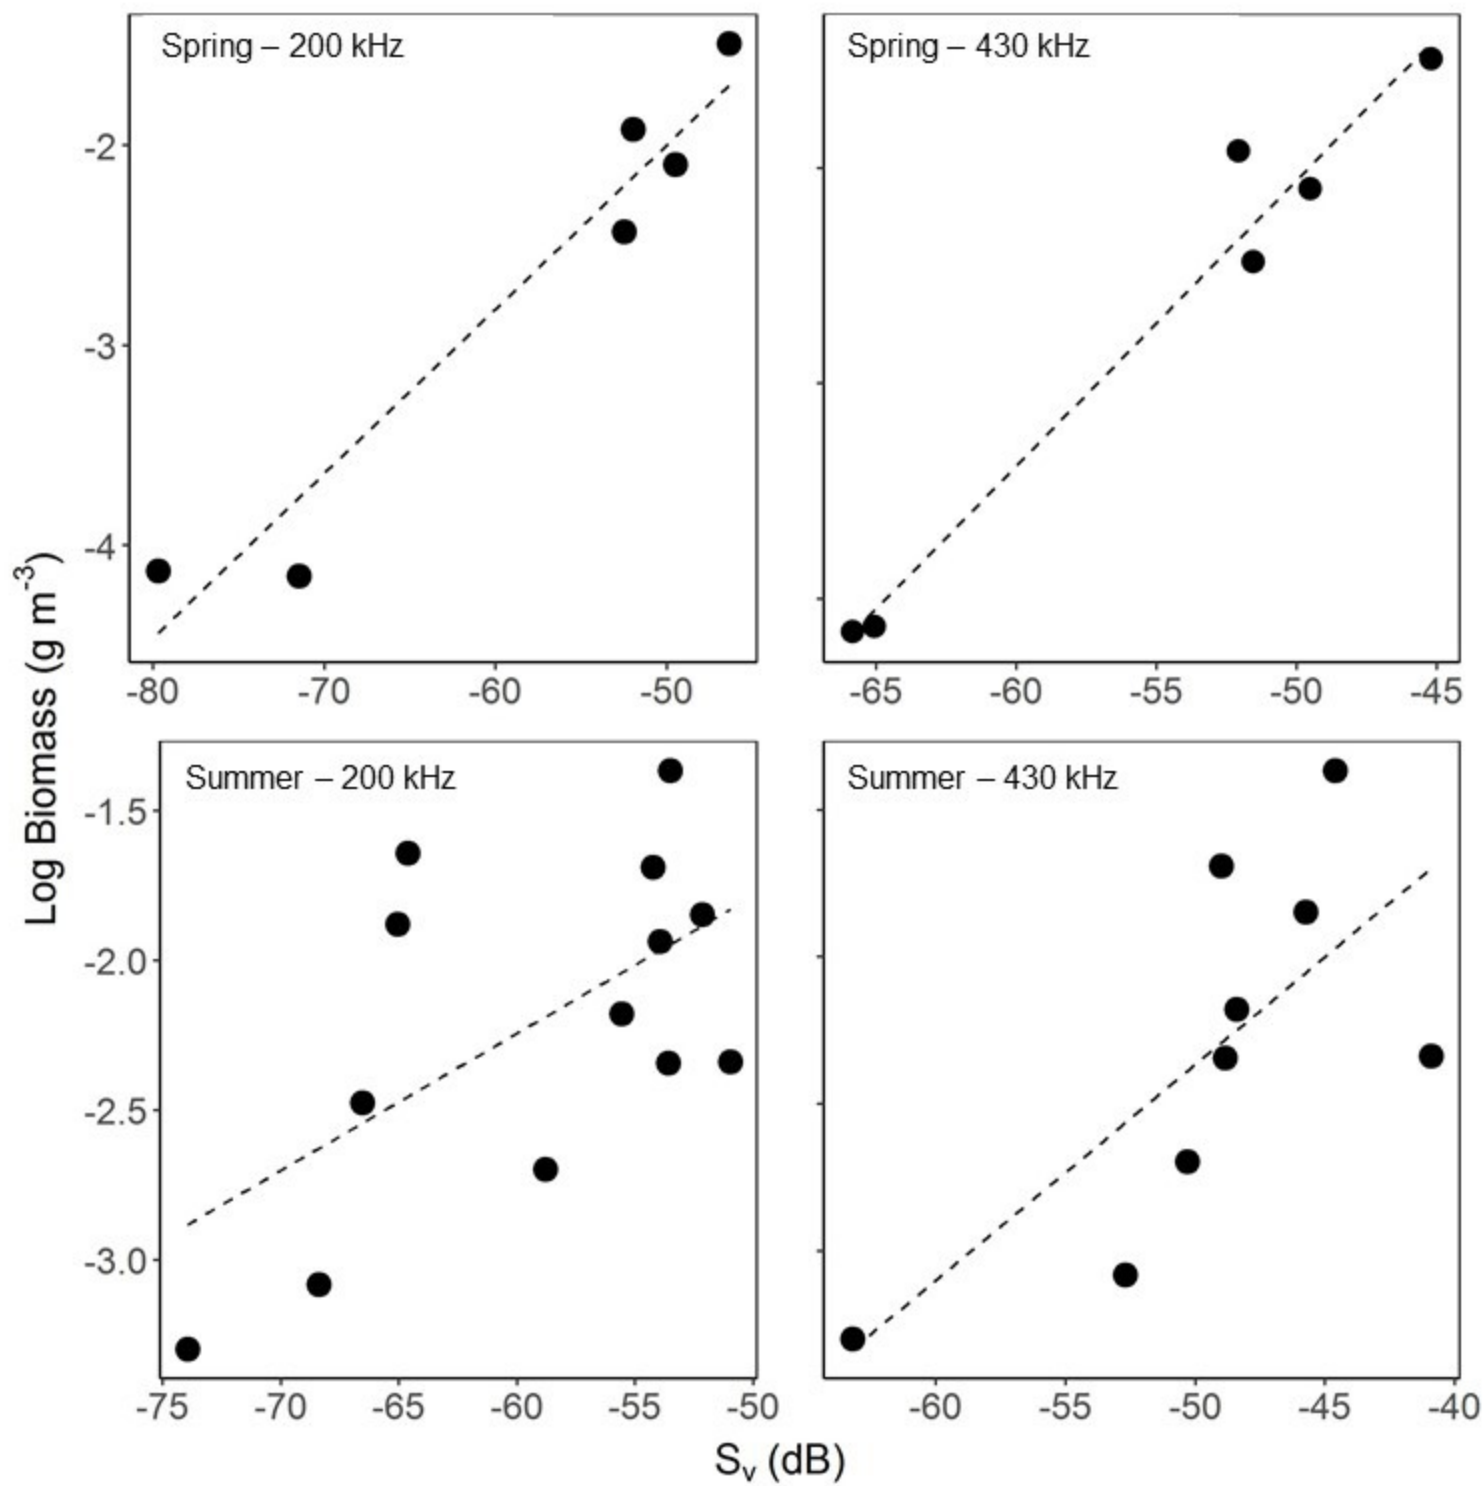 Spring – 200 kHz
Spring – 430 kHz
-2
-3
-4
-80 -70 -60 -50
-65 -60 -55 -50 -45
Log Biomass (g m-3)
Summer – 200 kHz
Summer – 430 kHz
-1.5
-2.0
-2.5
-3.0
-75 -70 -65 -60 -55 -50
-60 -55 -50 -45 -40
Sv (dB)